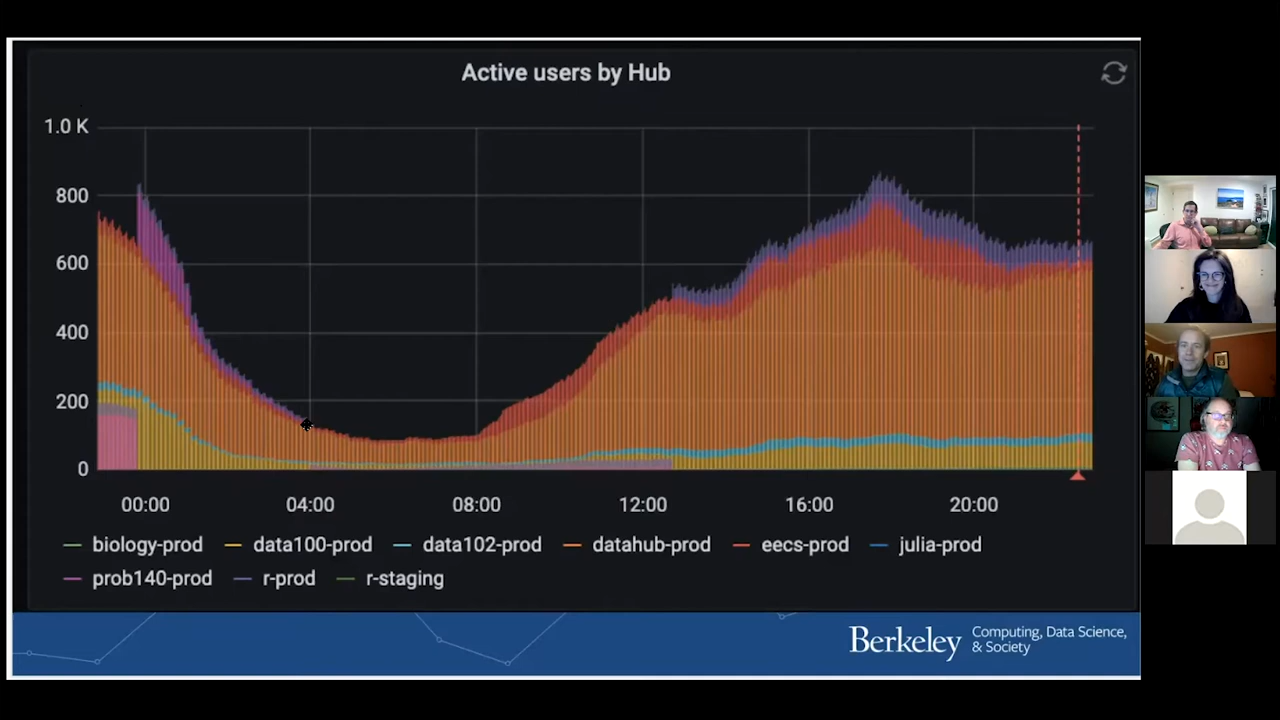 Active users by Hub
1.0 K
800
600
400
200
0
00:00 04:00 08:00 12:00 16:00 20:00
biology-prod data100-prod data102-prod datahub-prod eecs-prod julia-prod
prob140-prod r-prod r-staging
Berkeley Computing, Data Science,
& Society